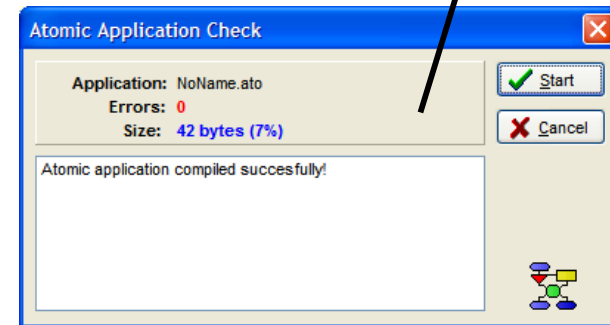 Atomic Application Check
Application: NoName.ato
Errors: 0
Size: 42 bytes (7%)
Start
Cancel
Atomic application compiled succesfully!